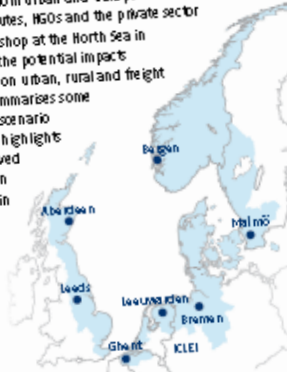 utes, NGOs and the private sector
shop at the North Sea in
the potential impacts
on urban, rural and freight
mmarises some
scenario
highlights
ved
n
in
Bergen
Aberdeen
Malmö
Leeds
Leeuwarden
Bremen
Ghent
ICLEI